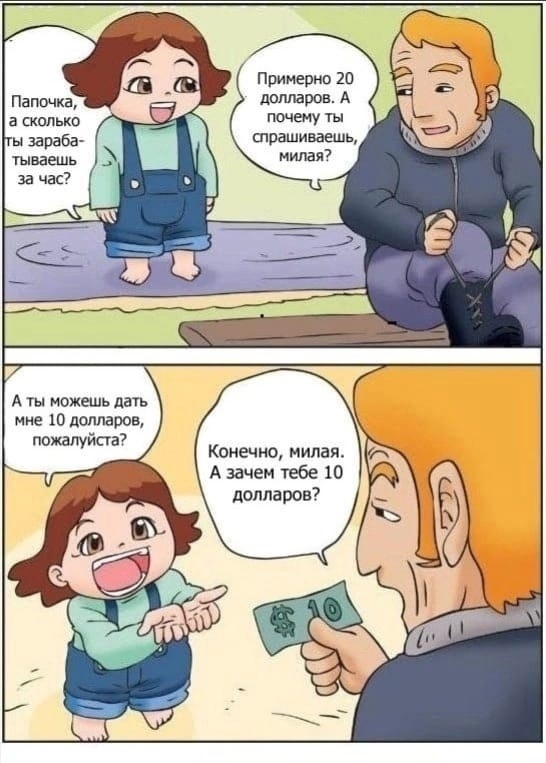 Папочка,
а сколько
ты зараба-
тываешь
за час?
Примерно 20
долларов. А
почему ты
спрашиваешь,
милая?
А ты можешь дать
мне 10 долларов,
пожалуйста?
Конечно, милая.
А зачем тебе 10
долларов?
$ 10